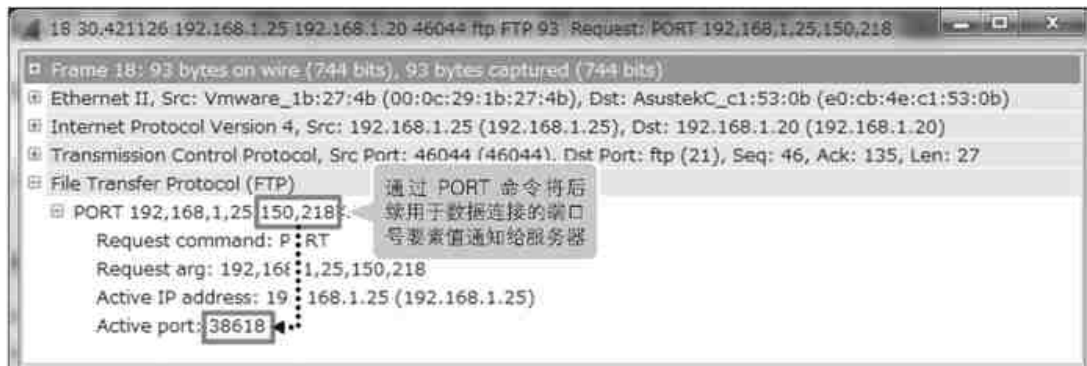 18 30.421126 192.168.1.25 192.168.1.20 46044 ftp FTP 93 Request: PORT 192,168,1,25,150,218
Frame 18: 93 bytes on wire (744 bits), 93 bytes captured (744 bits)
Ethernet II, Src: Vmware_1b:27:4b (00:0c:29:1b:27:4b), Dst: AsustekC_c1:53:0b (e0:cb:4e:c1:53:0b)
Internet Protocol Version 4, Src: 192.168.1.25 (192.168.1.25), Dst: 192.168.1.20 (192.168.1.20)
Transmission Control Protocol, Src Port: 46044 (46044), Dst Port: ftp (21), Seq: 46, Ack: 135, Len: 27
File Transfer Protocol (FTP)
PORT 192,168,1,25,150,218
Request command: PORT
Request arg: 192,168,1,25,150,218
Active IP address: 192.168.1.25 (192.168.1.25)
Active port: 38618
通过 PORT 命令将后
续用于数据连接的端口
号要素值通知给服务器